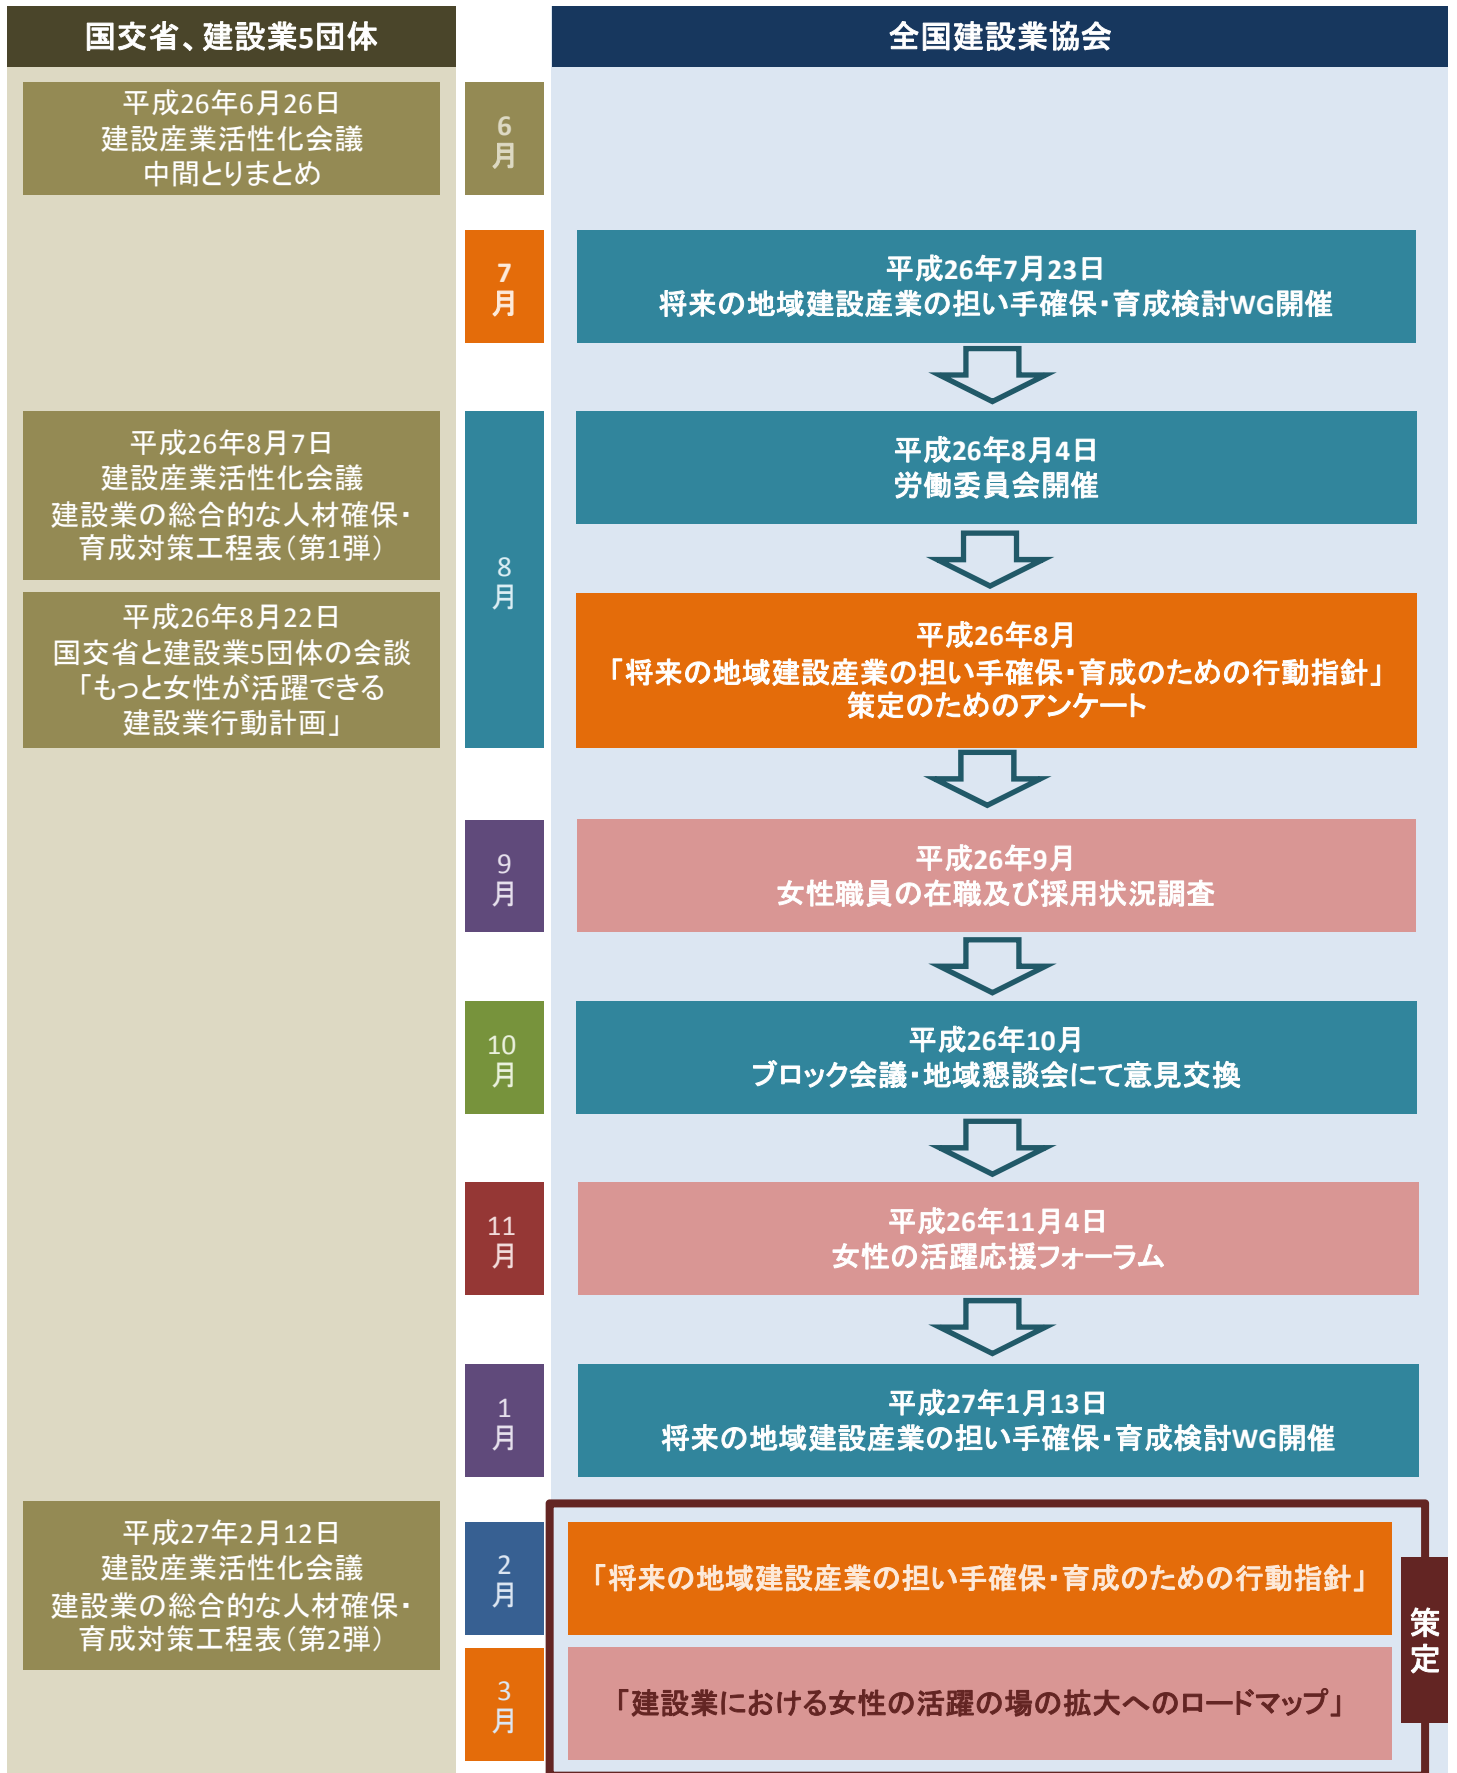 国交省、建設業5団体
全国建設業協会
平成26年6月26日
建設産業活性化会議
中間とりまとめ
6
月
7
月
平成26年7月23日
将来の地域建設産業の担い手確保・育成検討WG開催
平成26年8月7日
建設産業活性化会議
建設業の総合的な人材確保・
育成対策工程表（第1弾）
平成26年8月22日
国交省と建設業5団体の会談
「もっと女性が活躍できる
建設業行動計画」
8
月
平成26年8月4日
労働委員会開催
平成26年8月
「将来の地域建設産業の担い手確保・育成のための行動指針」
策定のためのアンケート
9
月
平成26年9月
女性職員の在職及び採用状況調査
10
月
平成26年10月
ブロック会議・地域懇談会にて意見交換
11
月
平成26年11月4日
女性の活躍応援フォーラム
1
月
平成27年1月13日
将来の地域建設産業の担い手確保・育成検討WG開催
平成27年2月12日
建設産業活性化会議
建設業の総合的な人材確保・
育成対策工程表（第2弾）
2
月
「将来の地域建設産業の担い手確保・育成のための行動指針」
3
月
「建設業における女性の活躍の場の拡大へのロードマップ」
策
定